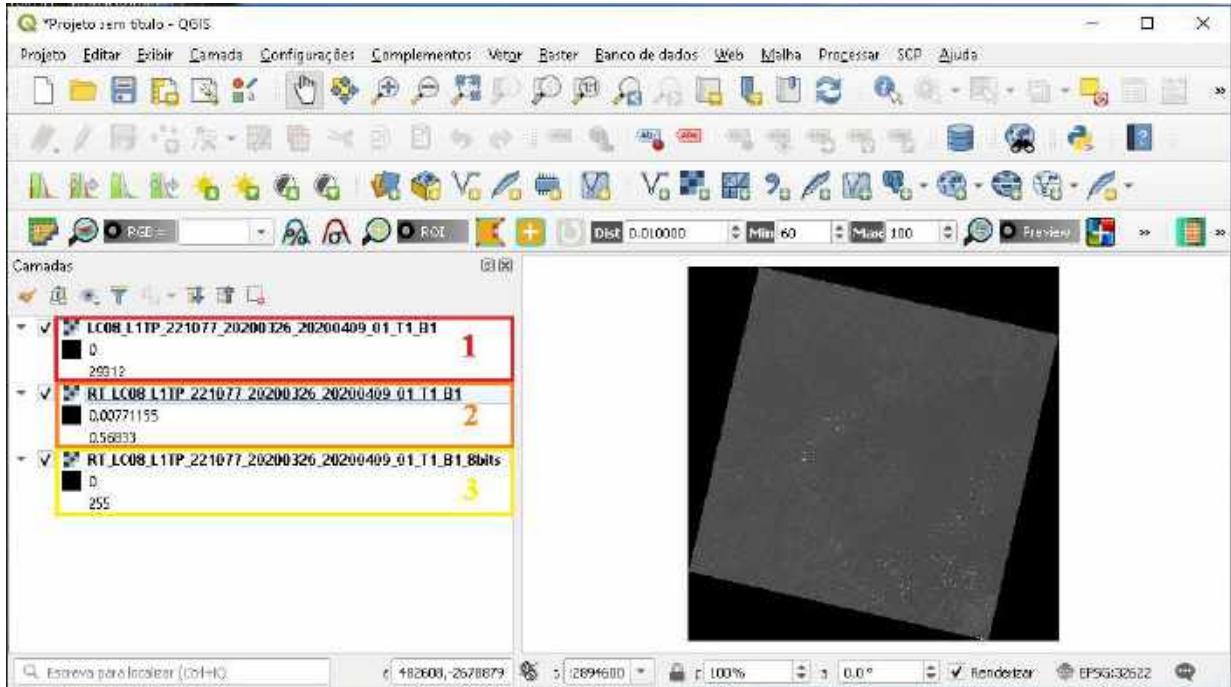 *Projeto sem título - QGIS
Projeto Editar Exibir Camada Configurações Complementos Vetor Raster Banco de dados Web Malha Processar SCP Ajuda
RGB = ROI Dist 0.010000 Min 60 Max 100 Preview
Camadas
LC08_L1TP_221077_20200326_20200409_01_T1_B1
0
1
29312
RT_LC08_L1TP_221077_20200326_20200409_01_T1_B1
0.00771155
2
0.56833
RT_LC08_L1TP_221077_20200326_20200409_01_T1_B1_8bits
0
3
255
Escreva para localizar (Ctrl+K) 482608,-2678879 :2894680 100% 0.0° Renderizar EPSG:32622